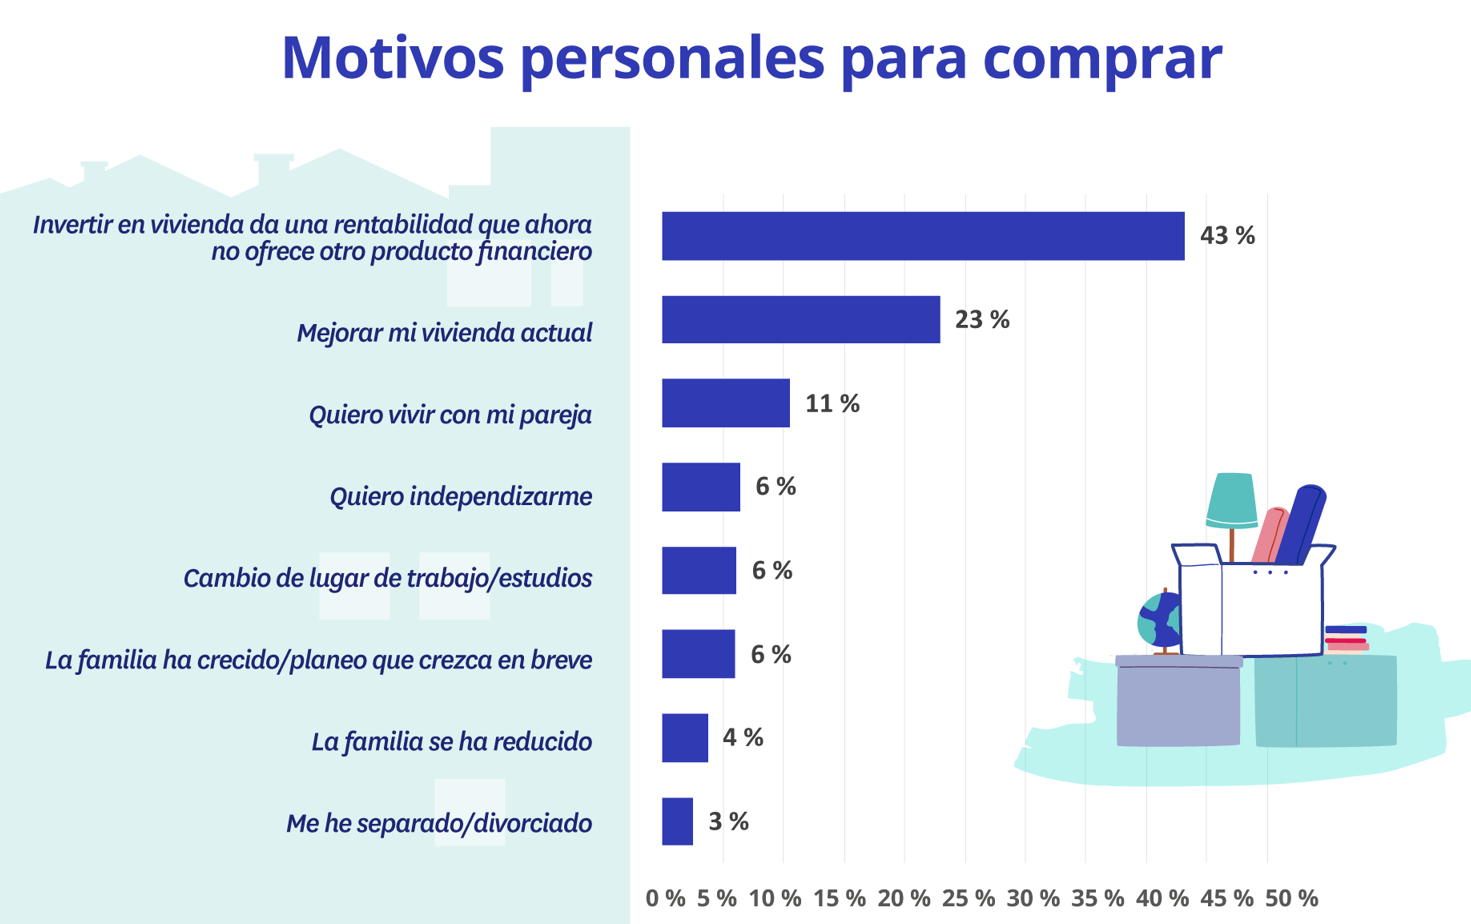 Motivos personales para comprar
Invertir en vivienda da una rentabilidad que ahora
no ofrece otro producto financiero
43 %
Mejorar mi vivienda actual
23 %
Quiero vivir con mi pareja
11 %
Quiero independizarme
6 %
Cambio de lugar de trabajo/estudios
6 %
La familia ha crecido/planeo que crezca en breve
6 %
La familia se ha reducido
4 %
Me he separado/divorciado
3 %
0 % 5 % 10 % 15 % 20 % 25 % 30 % 35 % 40 % 45 % 50 %